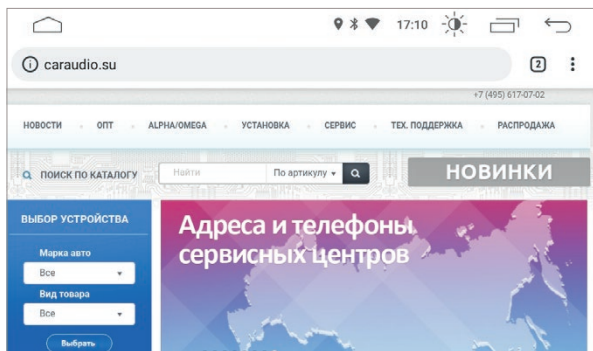 17:10
caraudio.su
2
+7 (495) 617-07-02
НОВОСТИ ОПТ ALPHA/OMEGA УСТАНОВКА СЕРВИС ТЕХ. ПОДДЕРЖКА РАСПРОДАЖА
ПОИСК ПО КАТАЛОГУ Найти По артикулу НОВИНКИ
ВЫБОР УСТРОЙСТВА
Марка авто
Все
Вид товара
Все
Выбрать
Адреса и телефоны
сервисных центров